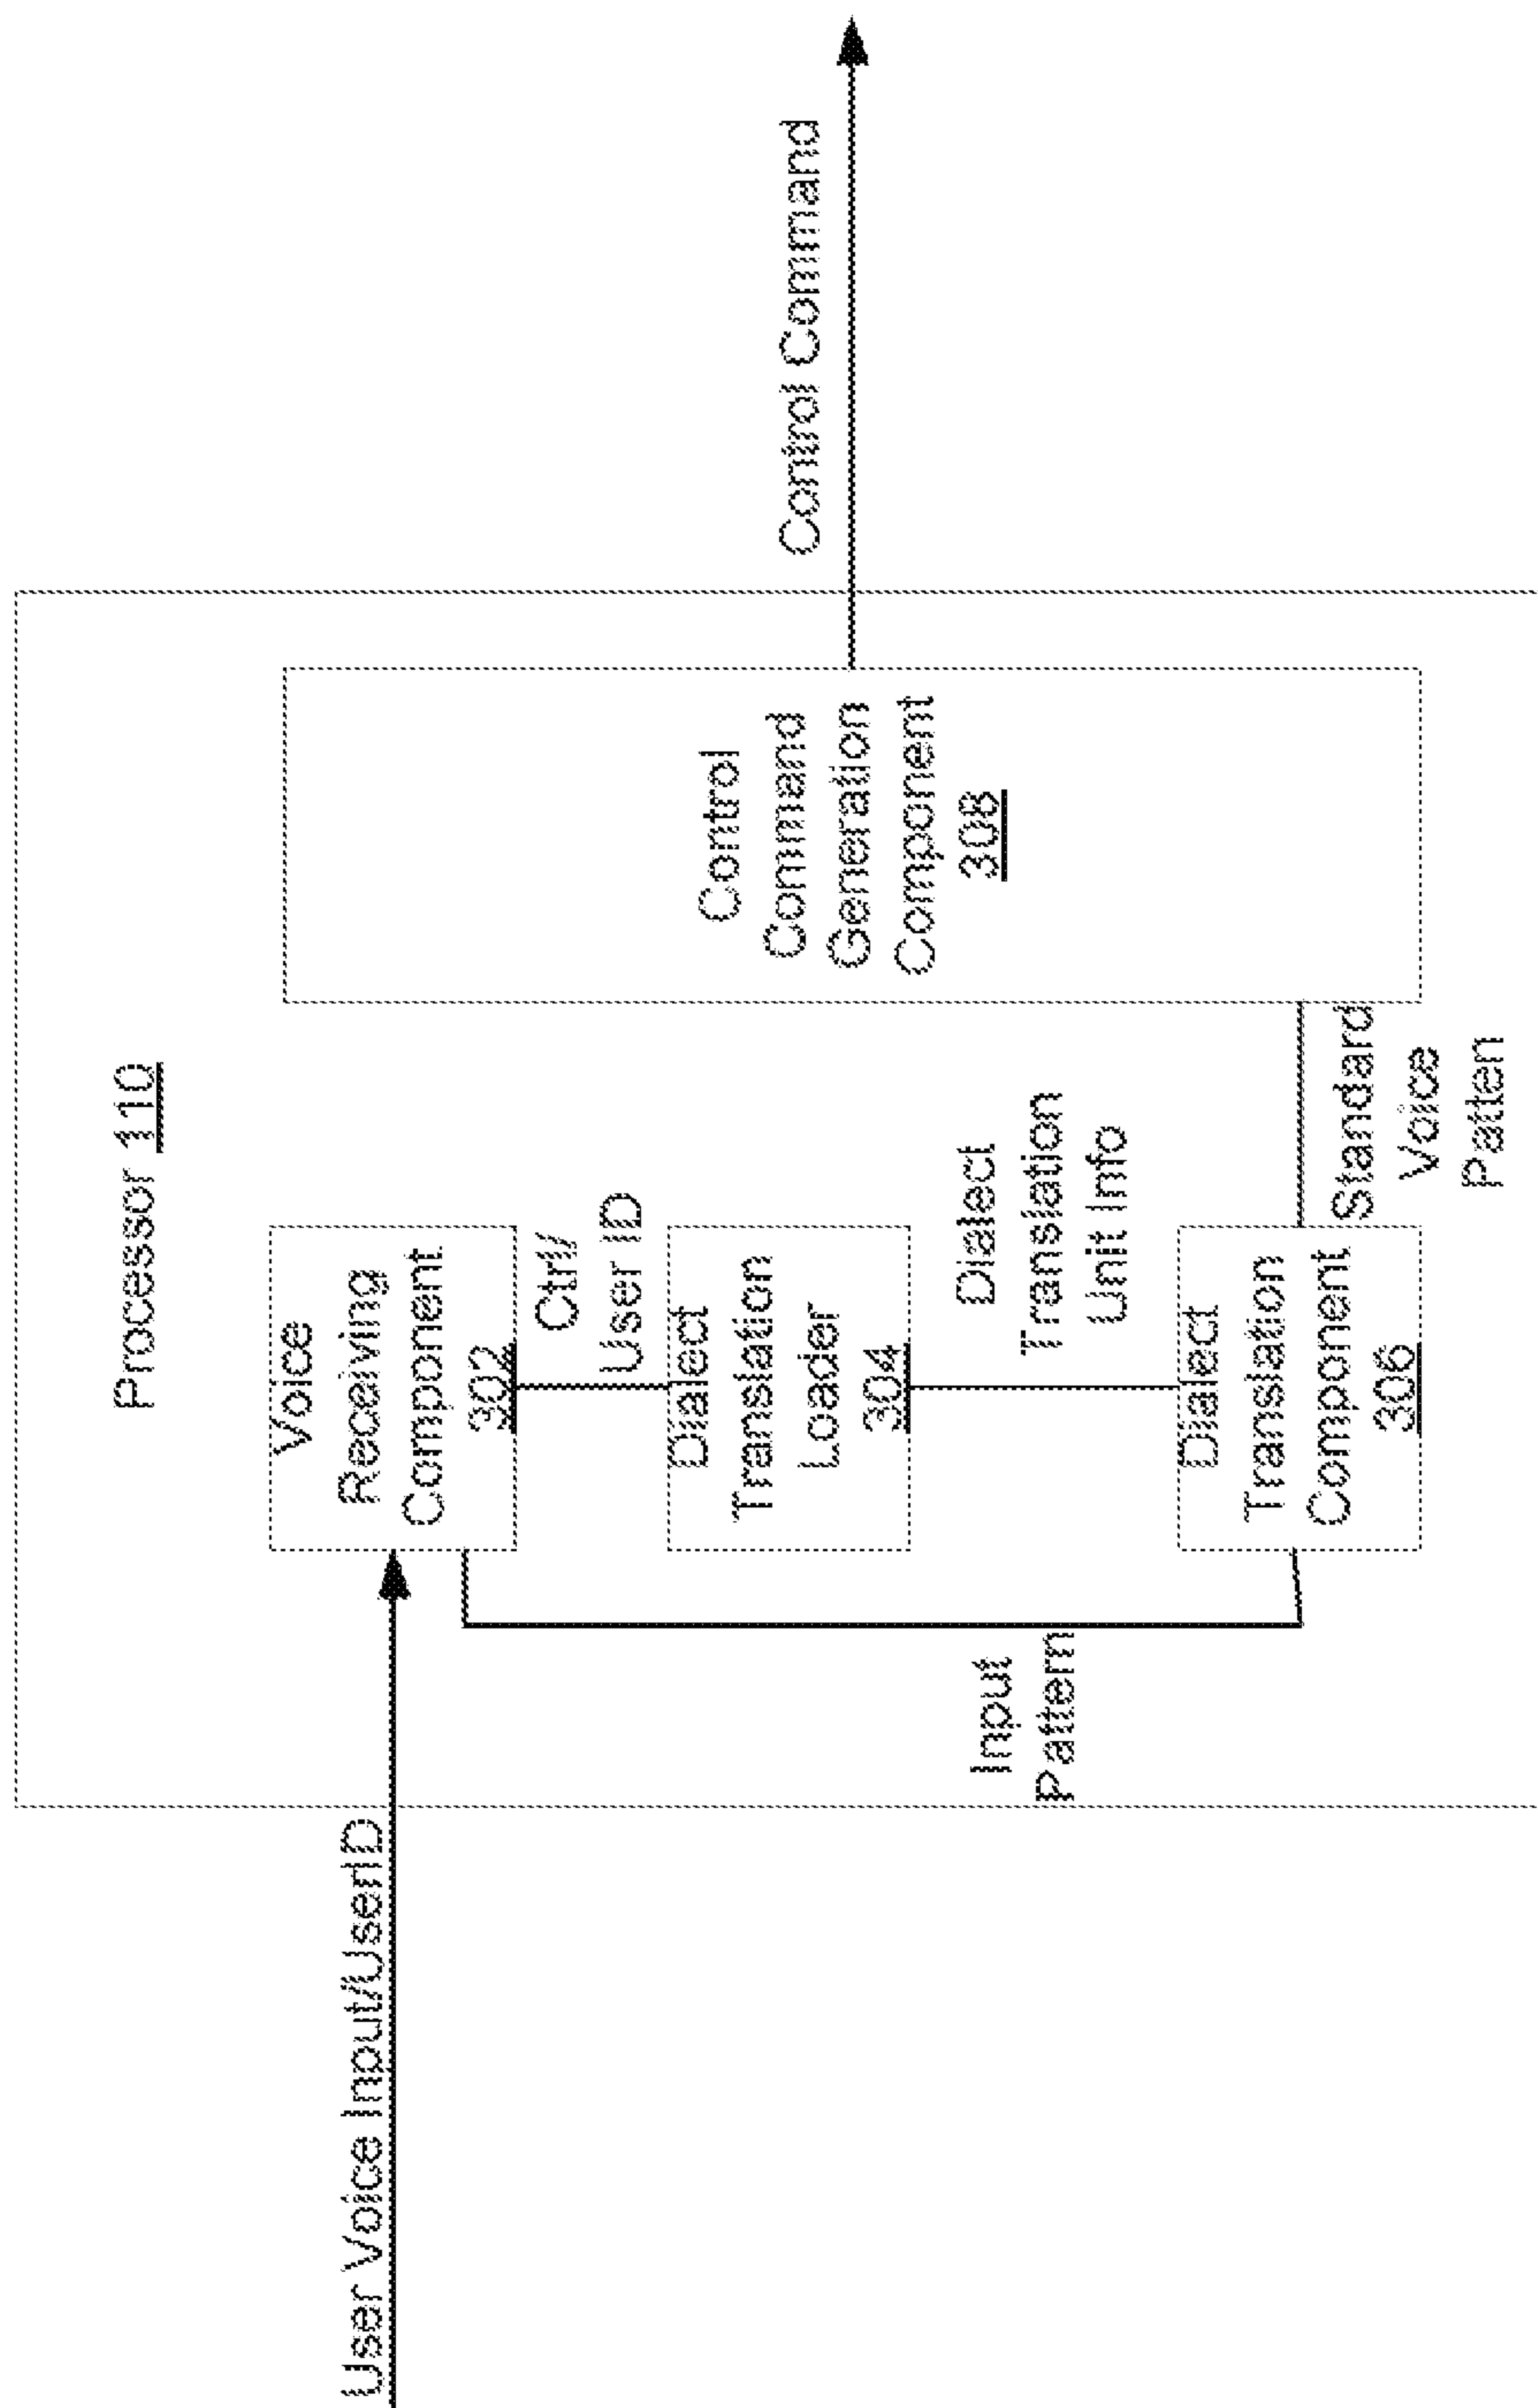 Processor 110
User Voice Input/UserID
Voice
Receiving
Component
302
Ctrl/
User ID
Dialect
Translation
Loader
304
Dialect
Translation
Unit Info
Input
Pattern
Dialect
Translation
Component
306
Standard
Voice
Patten
Control
Command
Generation
Component
308
Control Command